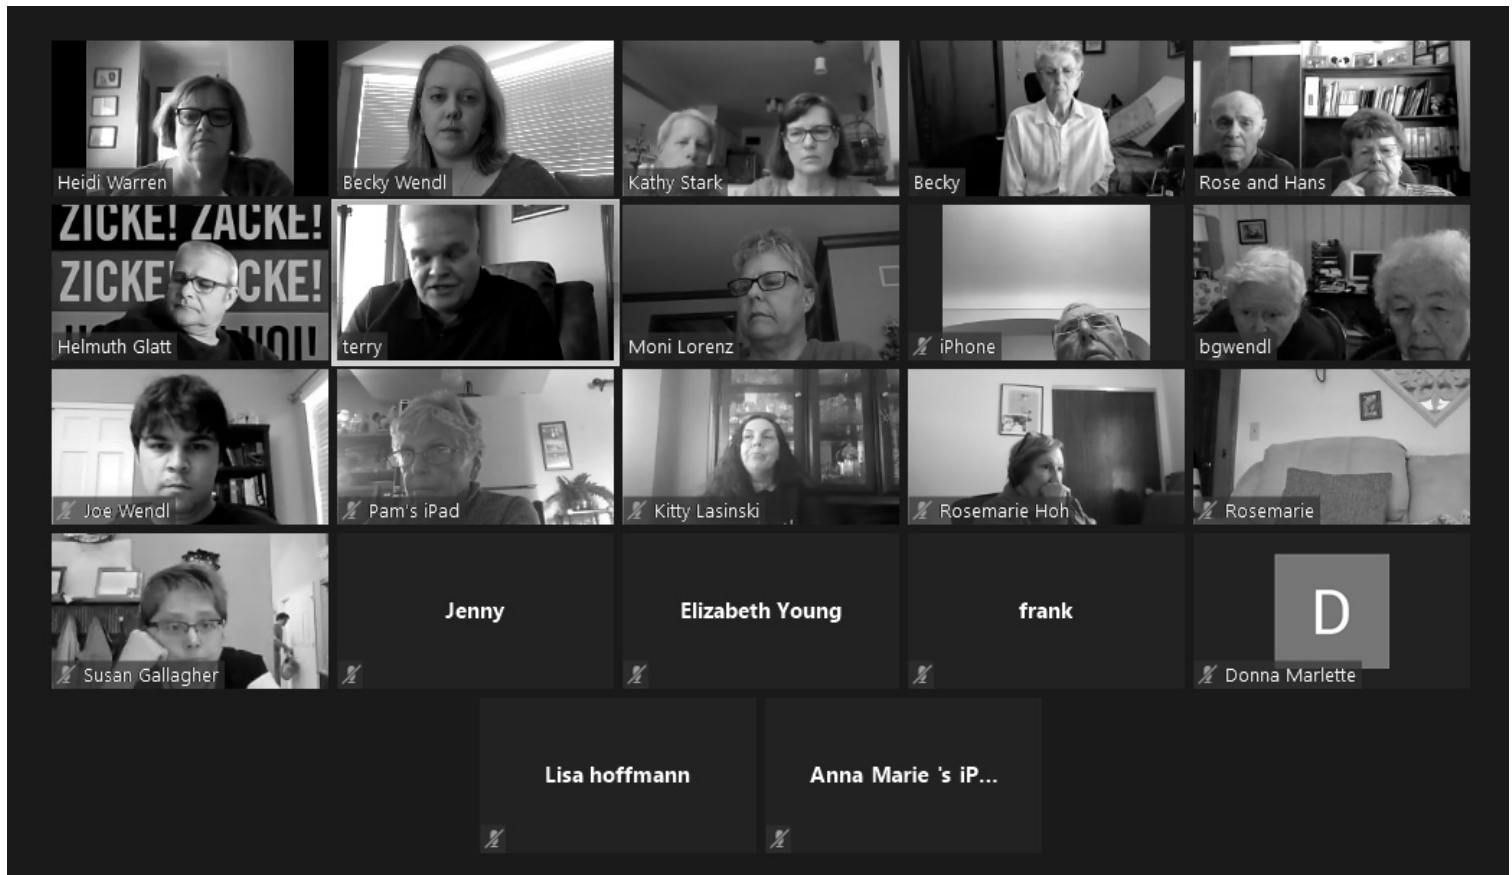 Heidi Warren
Becky Wendl
Kathy Stark
Becky
Rose and Hans
ZICKE! ZACKE!
ZICKE!
CKE!
Helmuth Glatt
terry
Moni Lorenz
iPhone
bgwendl
Joe Wendl
Pam's iPad
Kitty Lasinski
Rosemarie Hoh
Rosemarie
Susan Gallagher
Jenny
Elizabeth Young
frank
D
Donna Marlette
Lisa hoffmann
Anna Marie 's iP...